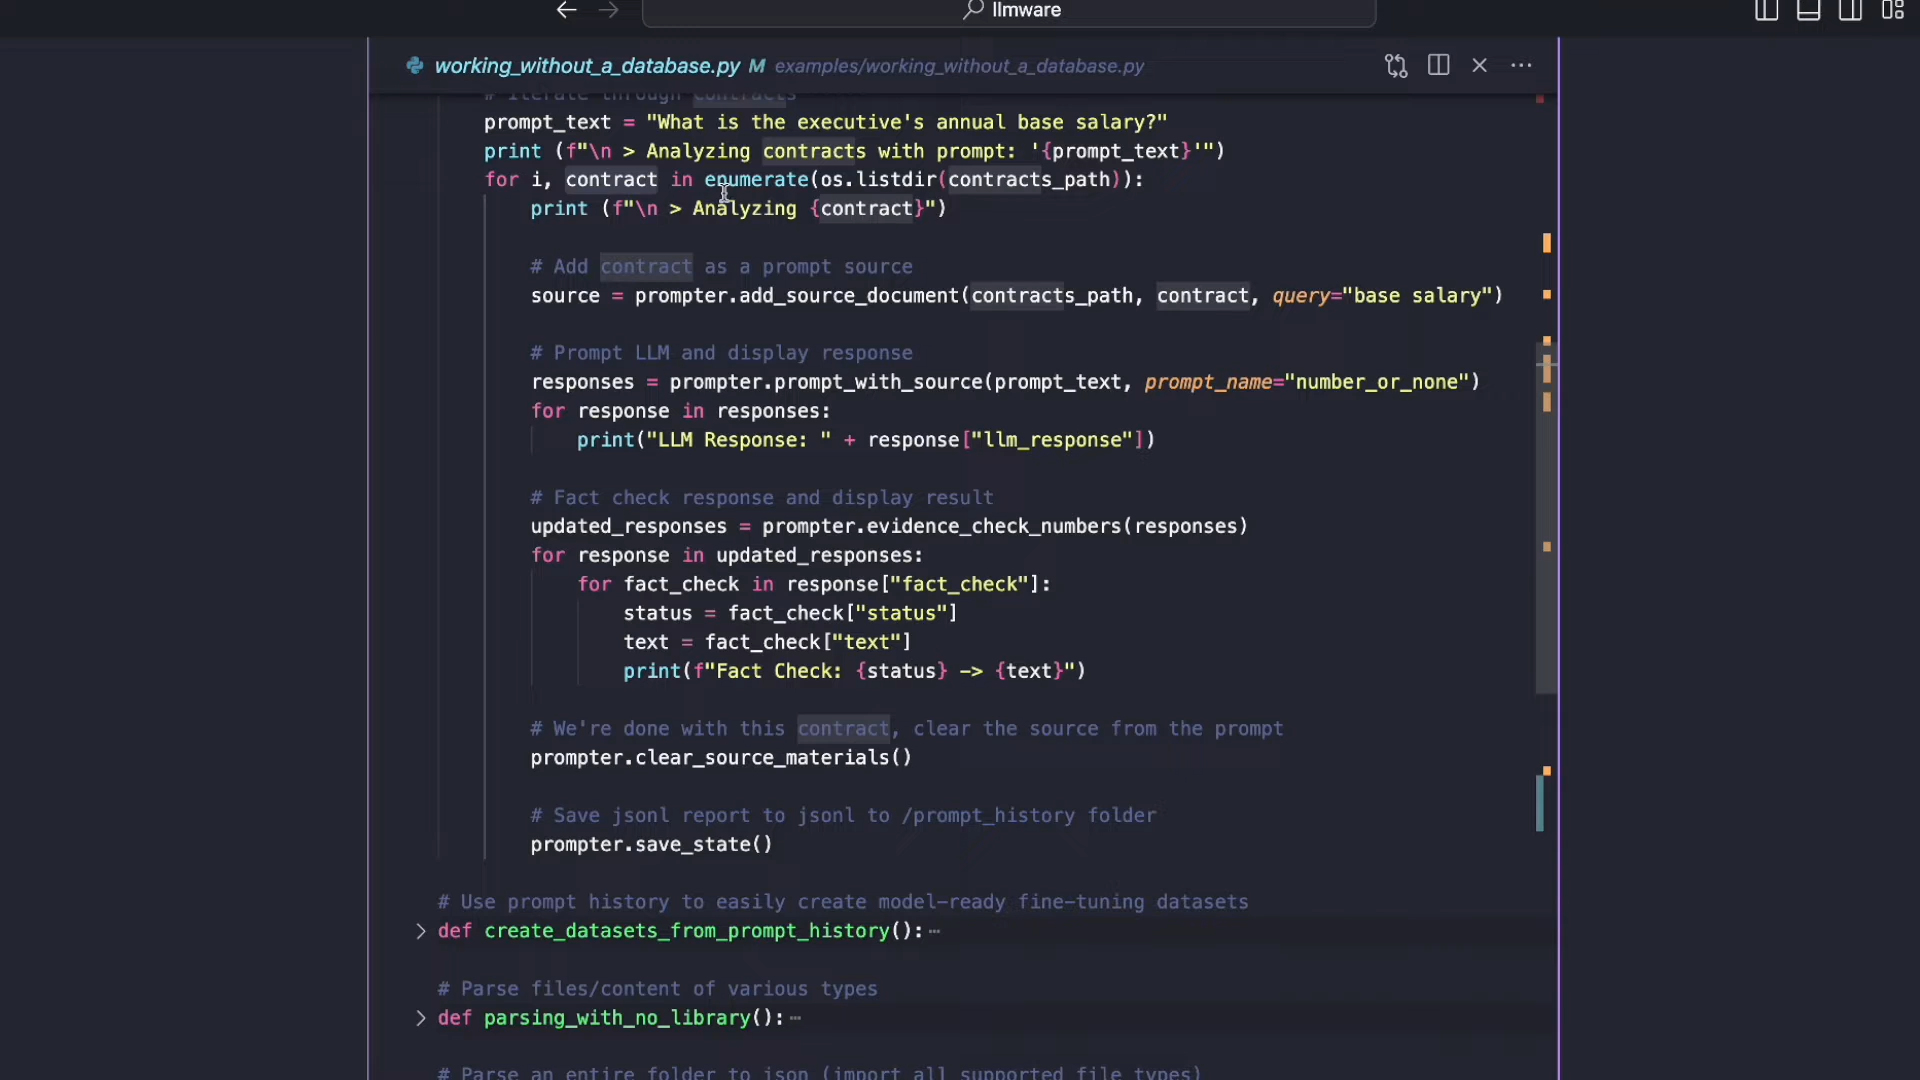 llmware
working_without_a_database.py M examples/working_without_a_database.py
# Iterate through contracts
prompt_text = "What is the executive's annual base salary?"
print (f"\n > Analyzing contracts with prompt: '{prompt_text}'")
for i, contract in enumerate(os.listdir(contracts_path)):
print (f"\n > Analyzing {contract}")
# Add contract as a prompt source
source = prompter.add_source_document(contracts_path, contract, query="base salary")
# Prompt LLM and display response
responses = prompter.prompt_with_source(prompt_text, prompt_name="number_or_none")
for response in responses:
print("LLM Response: " + response["llm_response"])
# Fact check response and display result
updated_responses = prompter.evidence_check_numbers(responses)
for response in updated_responses:
for fact_check in response["fact_check"]:
status = fact_check["status"]
text = fact_check["text"]
print(f"Fact Check: {status} -> {text}")
# We're done with this contract, clear the source from the prompt
prompter.clear_source_materials()
# Save jsonl report to jsonl to /prompt_history folder
prompter.save_state()
# Use prompt history to easily create model-ready fine-tuning datasets
def create_datasets_from_prompt_history():
# Parse files/content of various types
def parsing_with_no_library():
# Parse an entire folder to json (import all supported file types)